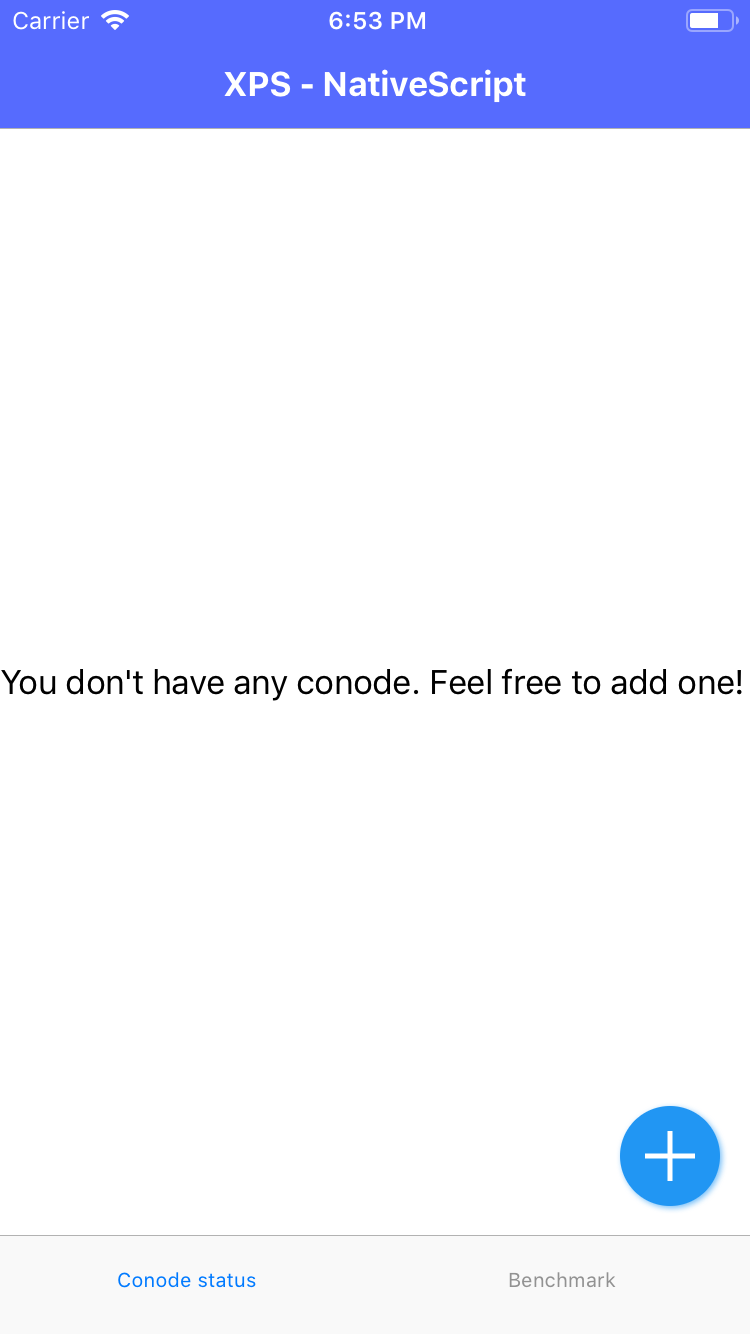 Carrier 6:53 PM
XPS - NativeScript
You don't have any conode. Feel free to add one!
Conode status Benchmark